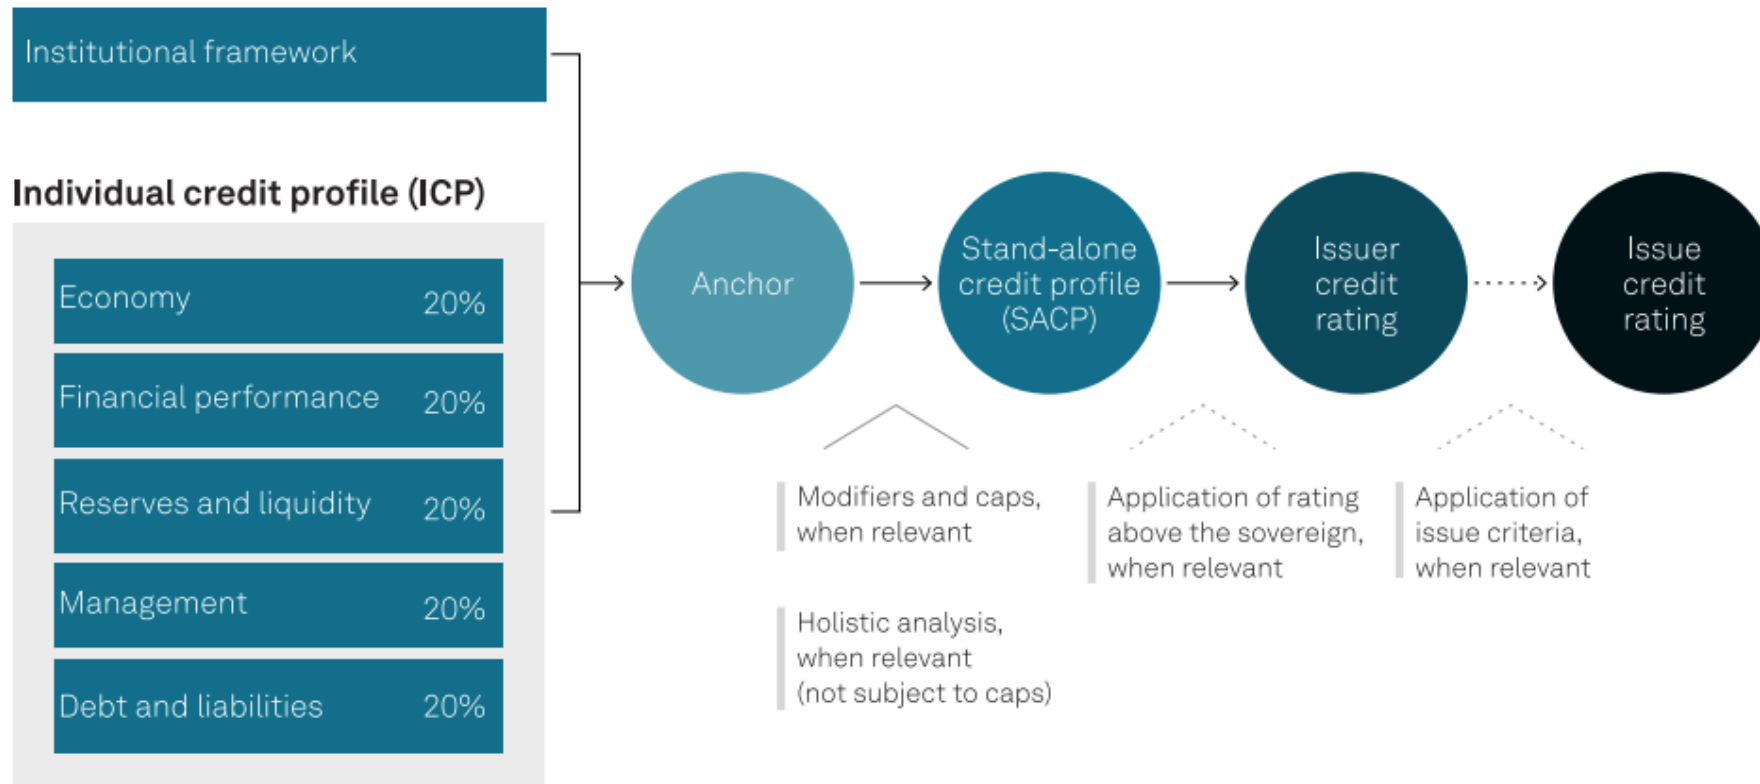 Institutional framework
Individual credit profile (ICP)
Economy 20%
Financial performance 20%
Reserves and liquidity 20%
Management 20%
Debt and liabilities 20%
Anchor
Stand-alone
credit profile
(SACP)
Issuer
credit
rating
Issue
credit
rating
Modifiers and caps,
when relevant
Holistic analysis,
when relevant
(not subject to caps)
Application of rating
above the sovereign,
when relevant
Application of
issue criteria,
when relevant